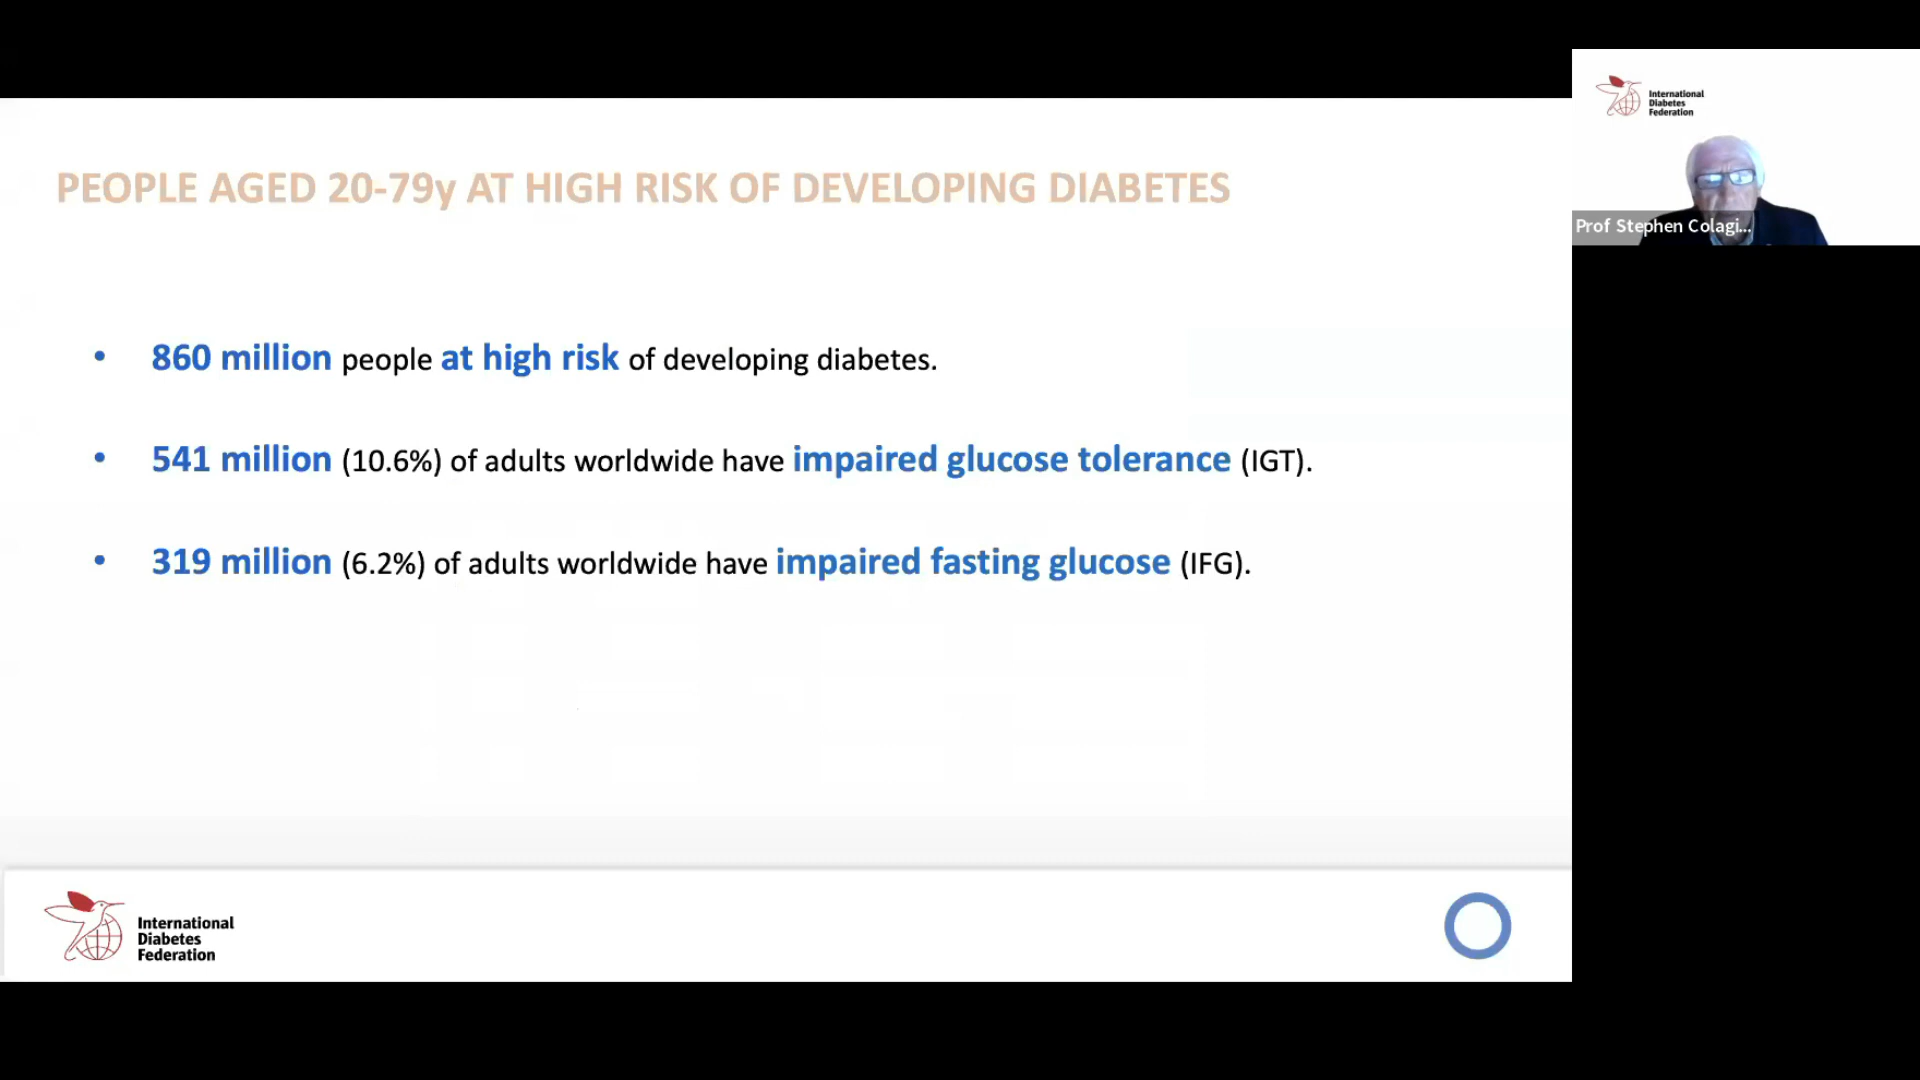 PEOPLE AGED 20-79y AT HIGH RISK OF DEVELOPING DIABETES
• 860 million people at high risk of developing diabetes.
• 541 million (10.6%) of adults worldwide have impaired glucose tolerance (IGT).
• 319 million (6.2%) of adults worldwide have impaired fasting glucose (IFG).
International
Diabetes
Federation
International
Diabetes
Federation
Prof Stephen Colagi...